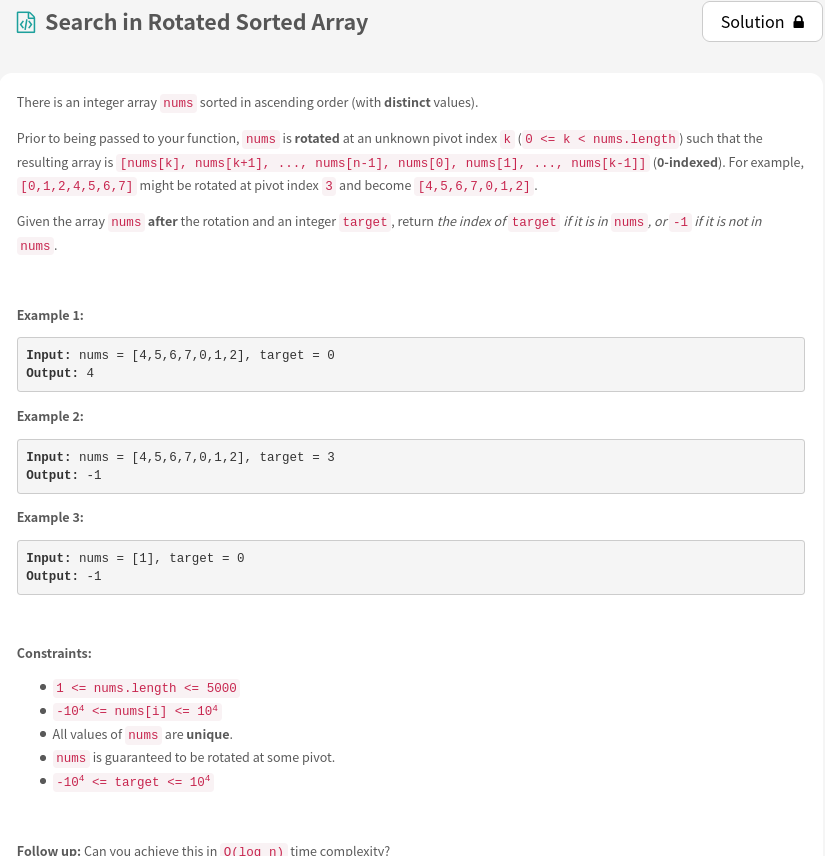 Search in Rotated Sorted Array
Solution
There is an integer array nums sorted in ascending order (with distinct values).
Prior to being passed to your function, nums is rotated at an unknown pivot index k (0 <= k < nums.length) such that the
resulting array is [nums[k], nums[k+1], ..., nums[n-1], nums[0], nums[1], ..., nums[k-1]] (0-indexed). For example,
[0,1,2,4,5,6,7] might be rotated at pivot index 3 and become [4,5,6,7,0,1,2].
Given the array nums after the rotation and an integer target, return the index of target if it is in nums, or -1 if it is not in
nums.
Example 1:
Input: nums = [4,5,6,7,0,1,2], target = 0
Output: 4
Example 2:
Input: nums = [4,5,6,7,0,1,2], target = 3
Output: -1
Example 3:
Input: nums = [1], target = 0
Output: -1
Constraints:
• 1 <= nums.length <= 5000
• -10⁴ <= nums[i] <= 10⁴
• All values of nums are unique.
• nums is guaranteed to be rotated at some pivot.
• -10⁴ <= target <= 10⁴
Follow up: Can you achieve this in O(log n) time complexity?